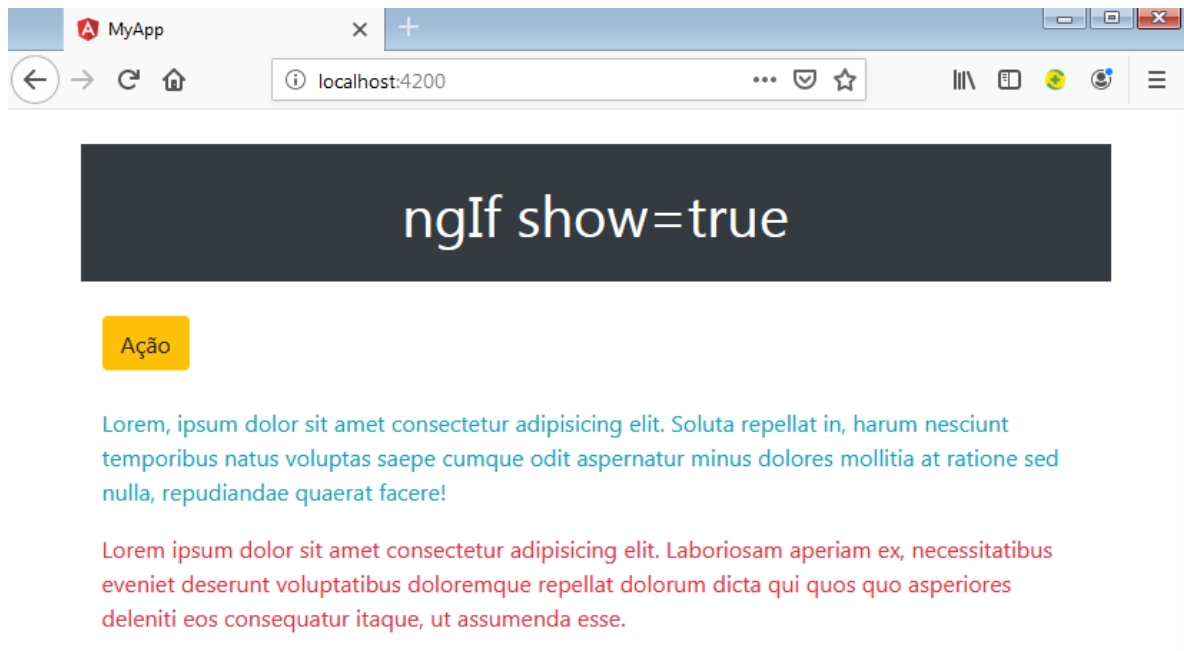 MyApp
localhost:4200
ngIf show=true
Ação
Lorem, ipsum dolor sit amet consectetur adipisicing elit. Soluta repellat in, harum nesciunt
temporibus natus voluptas saepe cumque odit aspernatur minus dolores mollitia at ratione sed
nulla, repudiandae quaerat facere!
Lorem ipsum dolor sit amet consectetur adipisicing elit. Laboriosam aperiam ex, necessitatibus
eveniet deserunt voluptatibus doloremque repellat dolorum dicta qui quos quo asperiores
deleniti eos consequatur itaque, ut assumenda esse.